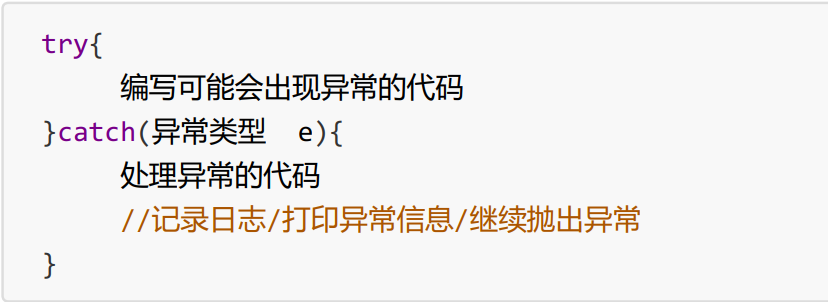 try{
编写可能会出现异常的代码
}catch(异常类型 e){
处理异常的代码
//记录日志/打印异常信息/继续抛出异常
}